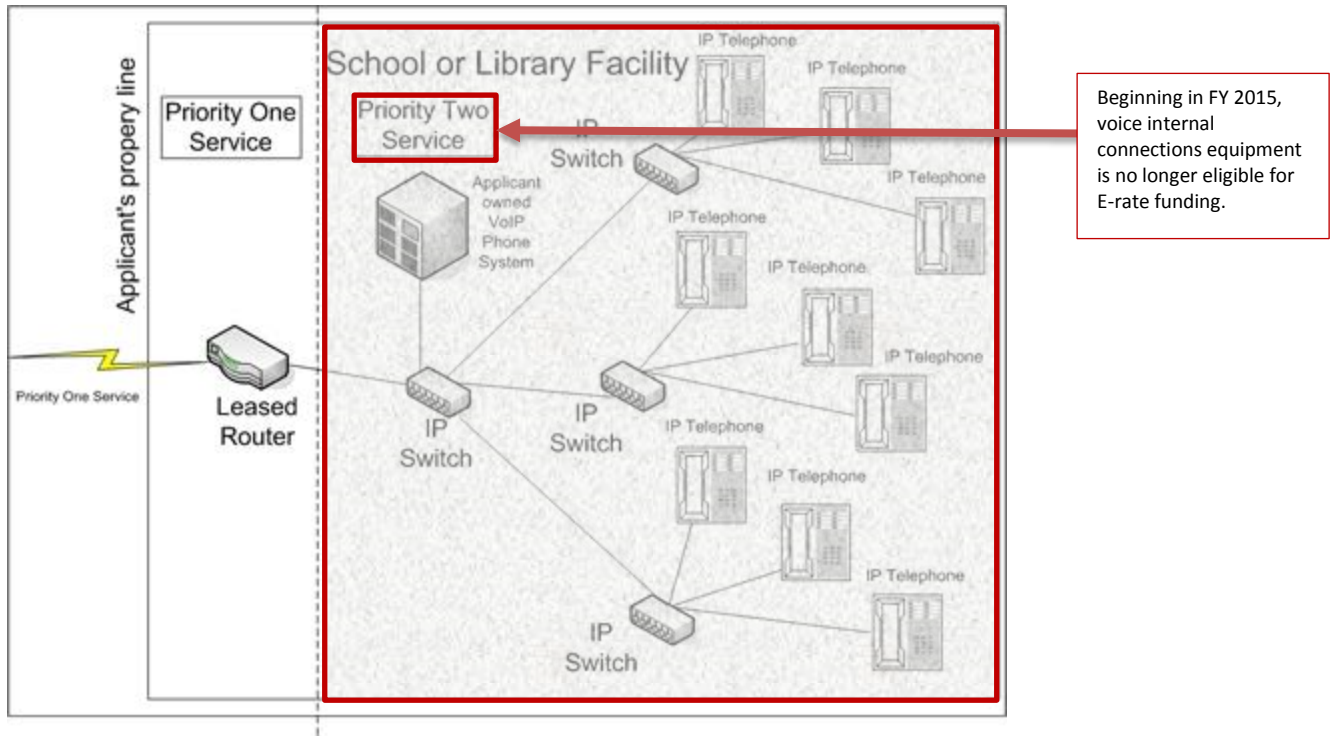 Applicant's propery line
Priority One
Service
Priority One Service
Leased
Router
School or Library Facility
Priority Two
Service
Applicant
owned
VoIP
Phone
System
IP
Switch
IP
Switch
IP
Switch
IP
Switch
IP Telephone
IP Telephone
IP Telephone
IP Telephone
IP Telephone
IP Telephone
IP Telephone
IP Telephone
IP Telephone
Beginning in FY 2015,
voice internal
connections equipment
is no longer eligible for
E-rate funding.